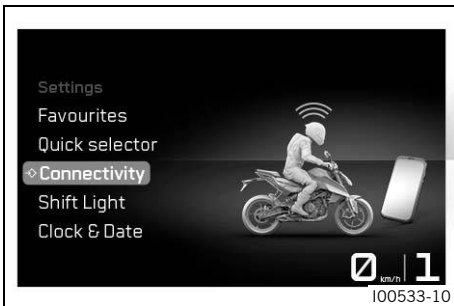 Settings
Favourites
Quick selector
Connectivity
Shift Light
Clock & Date
0 km/h 1
I00533-10